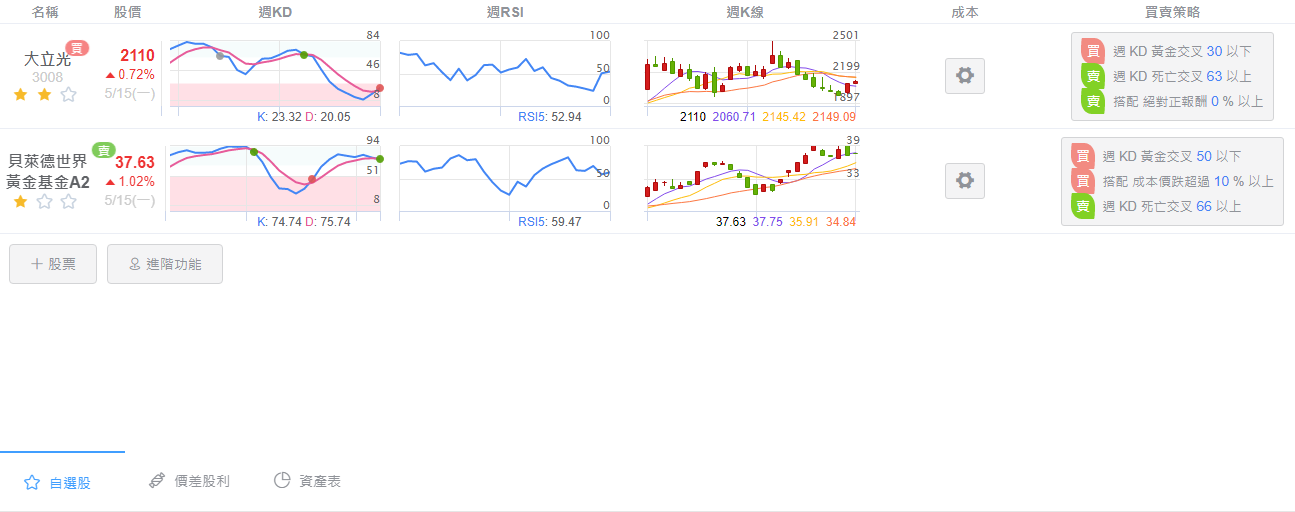 名稱 股價 週KD 週RSI 週K線 成本 買賣策略
大立光 買 2110
3008 ▲ 0.72%
5/15(一)
84
46
8
K: 23.32 D: 20.05
100
50
0
RSI5: 52.94
2501
2199
1897
2110 2060.71 2145.42 2149.09
買 週 KD 黃金交叉 30 以下
賣 週 KD 死亡交叉 63 以上
賣 搭配 絕對正報酬 0 % 以上
貝萊德世界 賣 37.63
黃金基金A2 ▲ 1.02%
5/15(一)
94
51
8
K: 74.74 D: 75.74
100
50
0
RSI5: 59.47
39
33
37.63 37.75 35.91 34.84
買 週 KD 黃金交叉 50 以下
買 搭配 成本價跌超過 10 % 以上
賣 週 KD 死亡交叉 66 以上
+ 股票 進階功能
自選股 價差股利 資產表